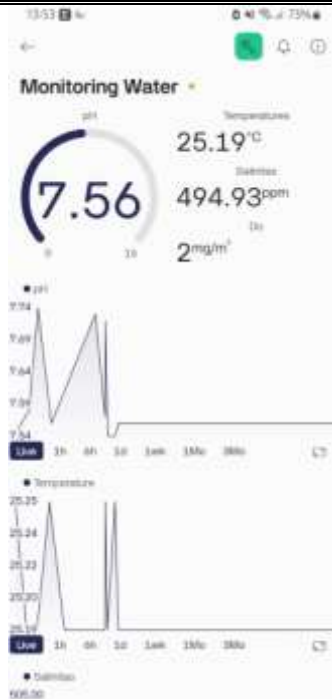 13:53
73%
Monitoring Water
pH
Temperatures
25.19°C
7.56
Salinitas
494.93ppm
Do
2mg/m³
0
pH
7.74
7.69
7.64
7.59
7.54
Live 1h 6h 1d 1wk 1Mo 3Mo
Temperature
25.25
25.24
25.22
25.20
25.19
Live 1h 6h 1d 1wk 1Mo 3Mo
Salinitas
505.00